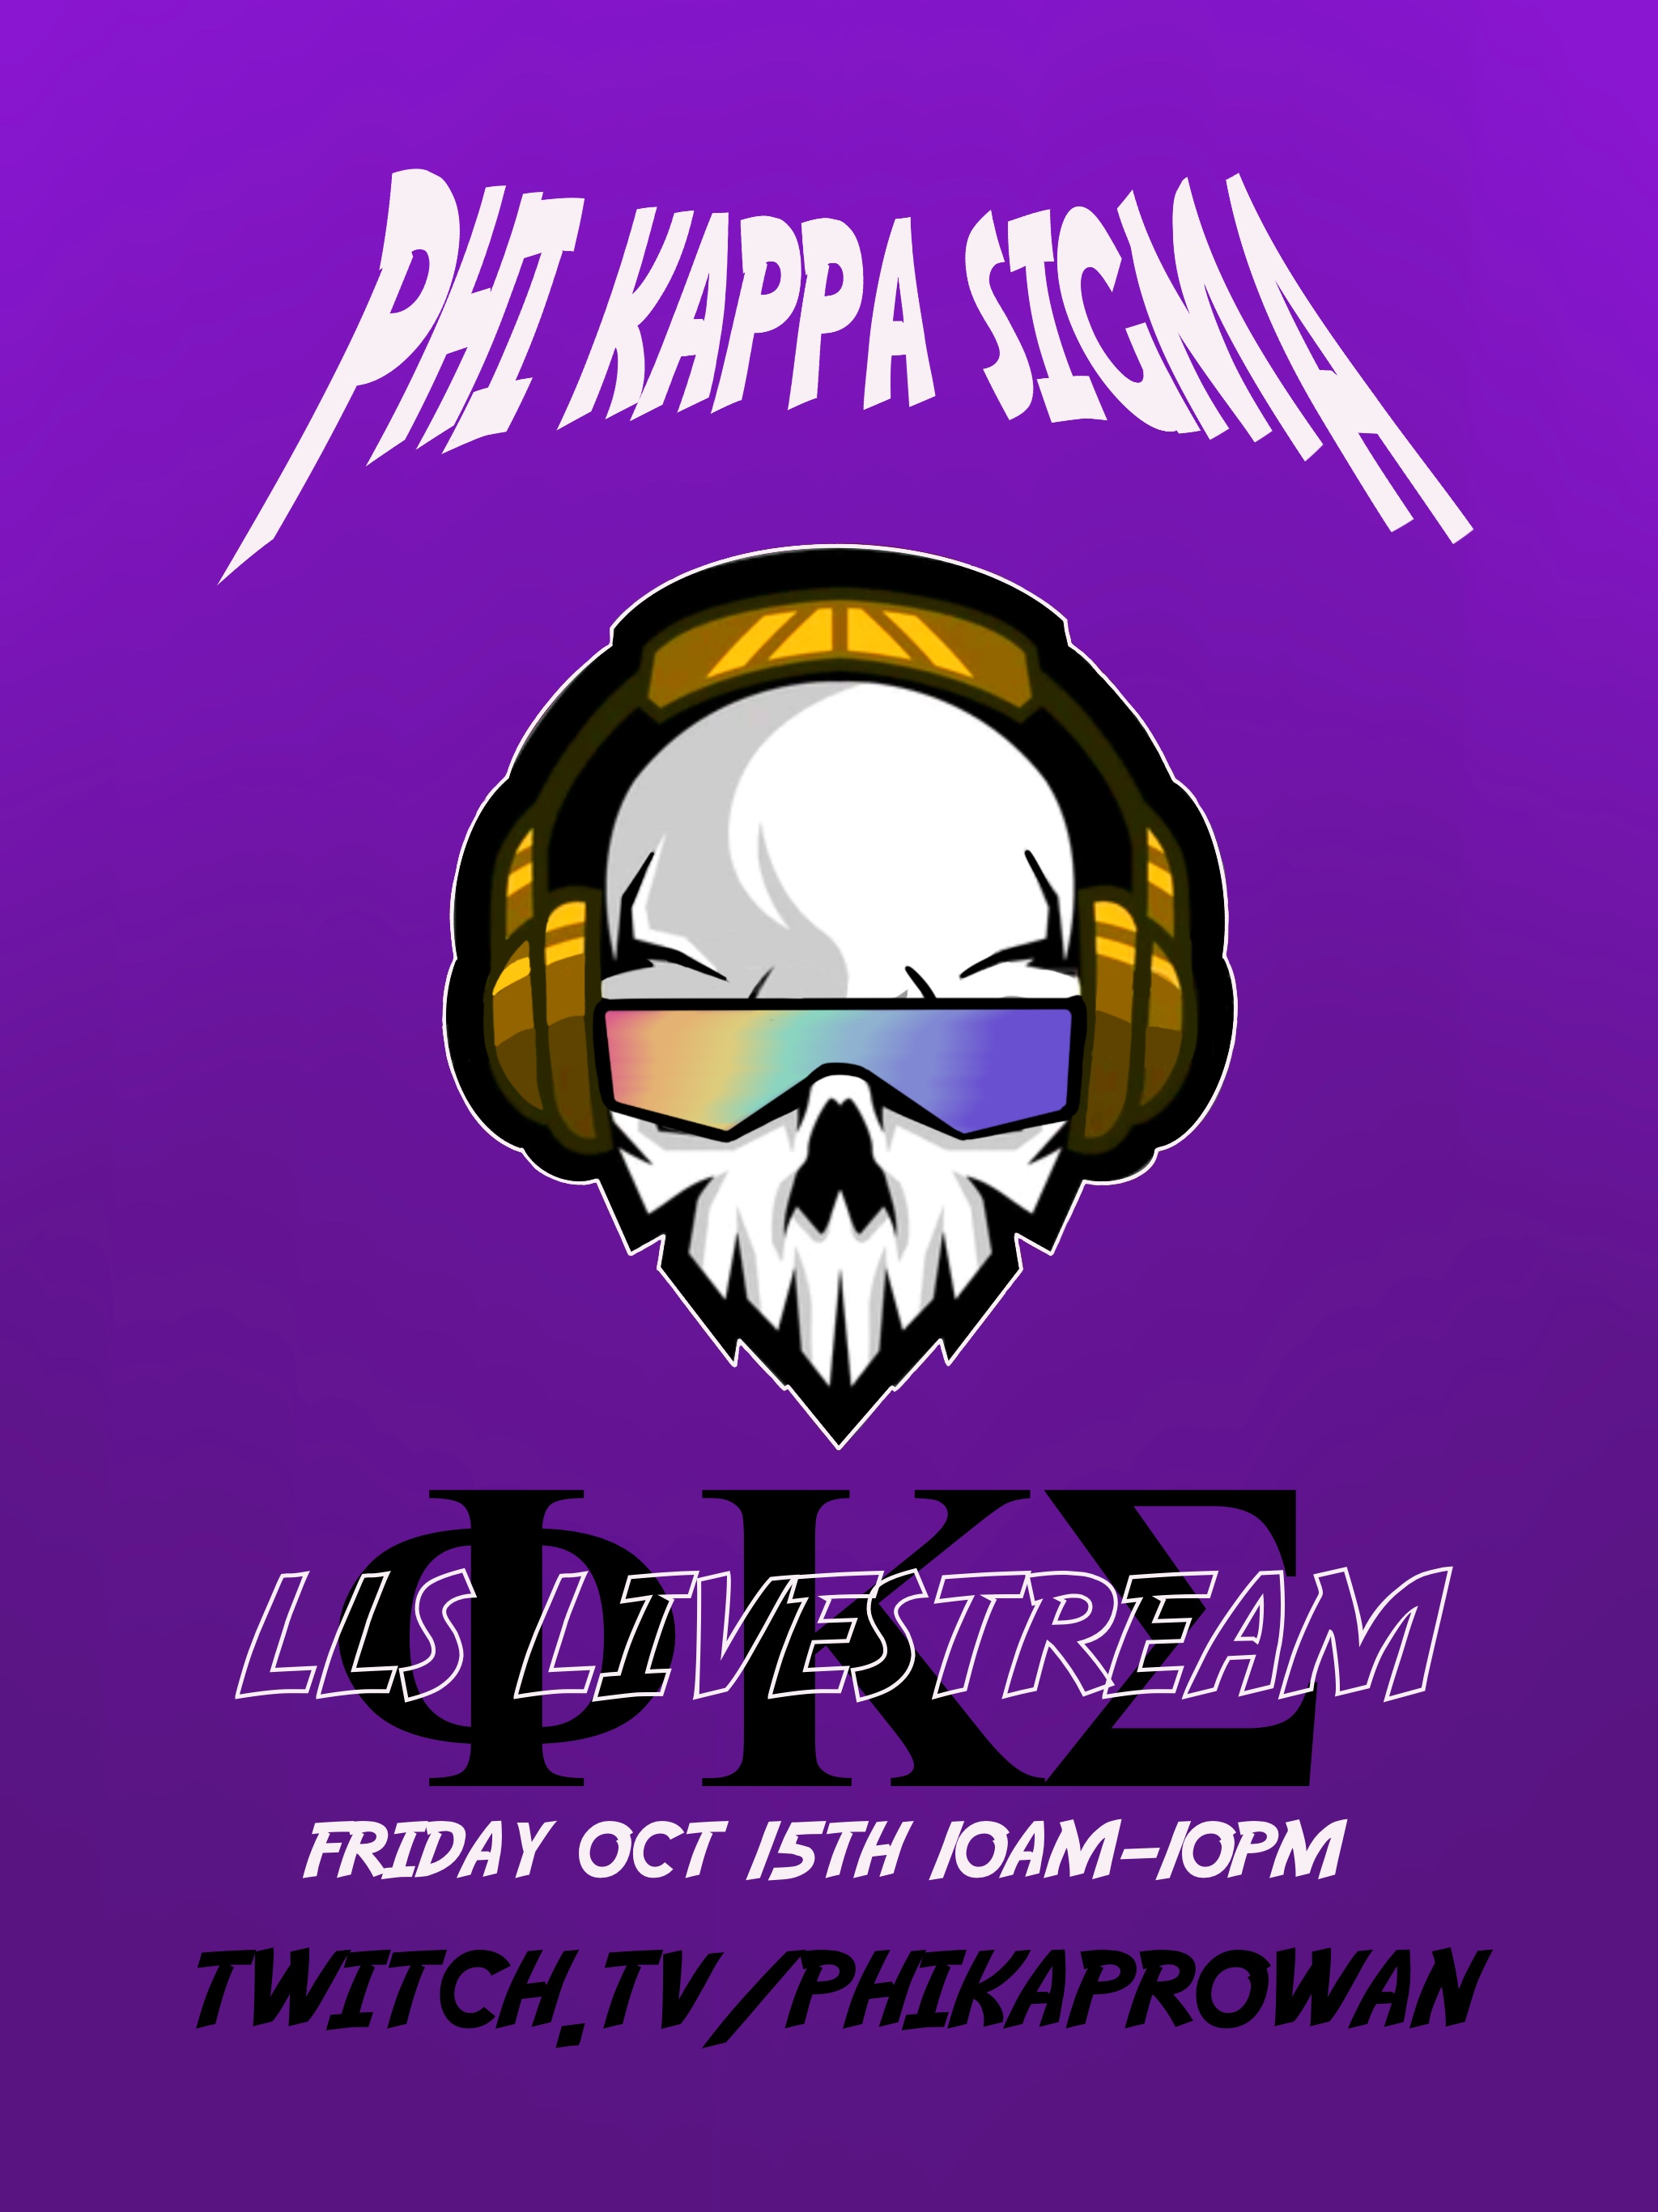 PHI KAPPA SIGMA
ΦΚΣ
LLS LIVESTREAM
FRIDAY OCT 15TH 10AM-10PM
TWITCH.TV/PHIKAPROWAN